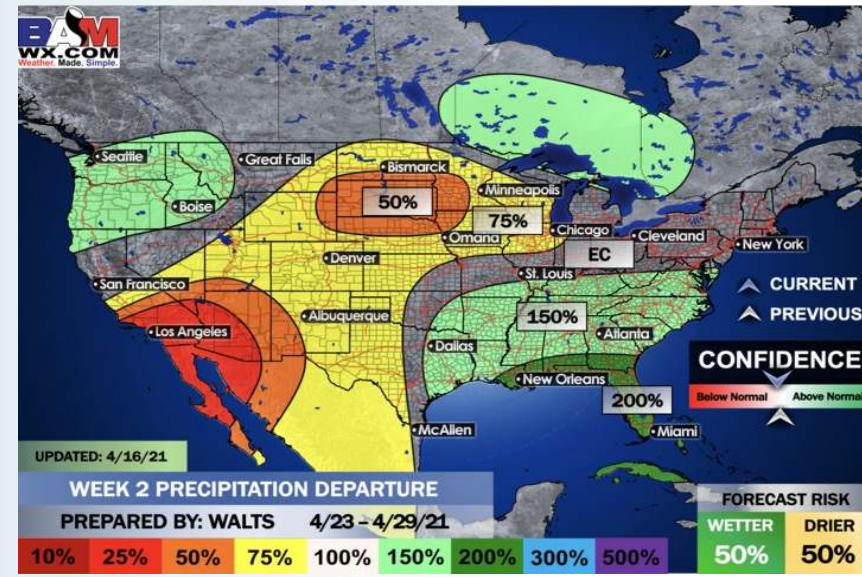 BAM
WX.COM
Weather. Made. Simple.
Seattle
Great Falls
Bismarck
Boise
50%
Minneapolis
75%
Omaha
Chicago
Cleveland
New York
EC
Denver
St. Louis
San Francisco
CURRENT
PREVIOUS
Los Angeles
Albuquerque
150%
Atlanta
Dallas
CONFIDENCE
Below Normal
Above Normal
New Orleans
200%
McAllen
Miami
UPDATED: 4/16/21
WEEK 2 PRECIPITATION DEPARTURE
PREPARED BY: WALTS 4/23 - 4/29/21
10% 25% 50% 75% 100% 150% 200% 300% 500%
FORECAST RISK
WETTER DRIER
50% 50%